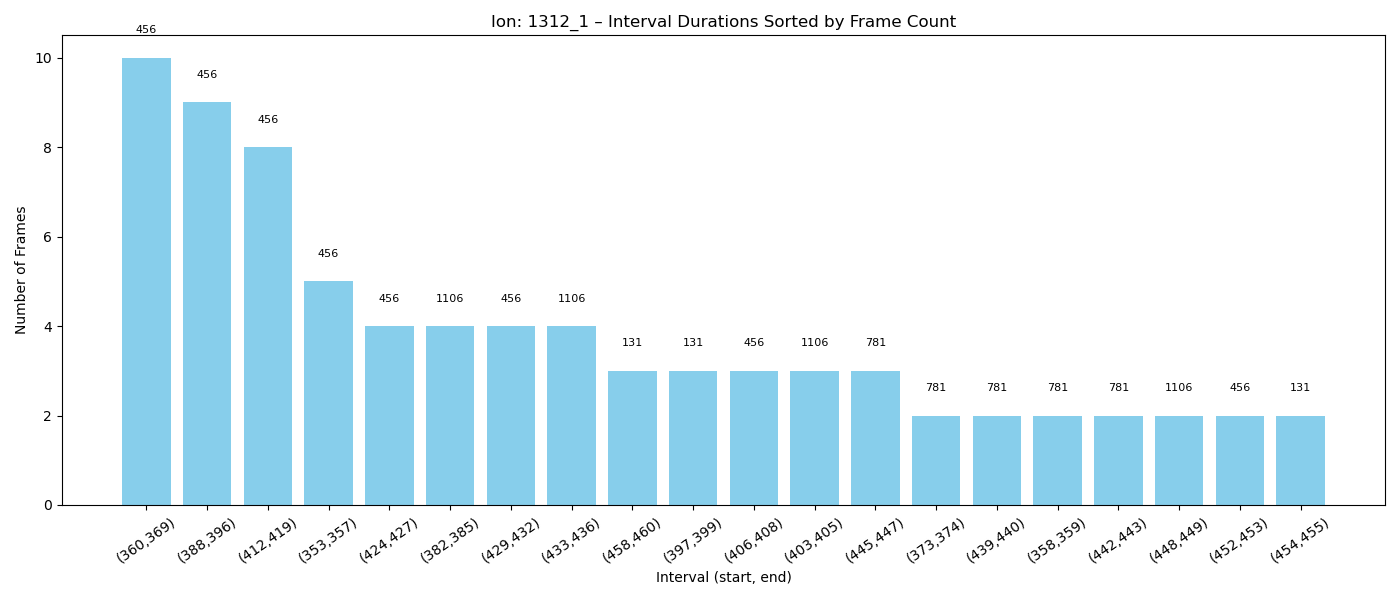 Ion: 1312_1 – Interval Durations Sorted by Frame Count
456
456
456
456
456 1106 456 1106
131 131 456 1106 781
781 781 781 781 1106 456 131
Number of Frames
10
8
6
4
2
0
(360,369) (388,396) (412,419) (353,357) (424,427) (382,385) (429,432) (433,436) (458,460) (397,399) (406,408) (403,405) (445,447) (373,374) (439,440) (358,359) (442,443) (448,449) (452,453) (454,455)
Interval (start, end)